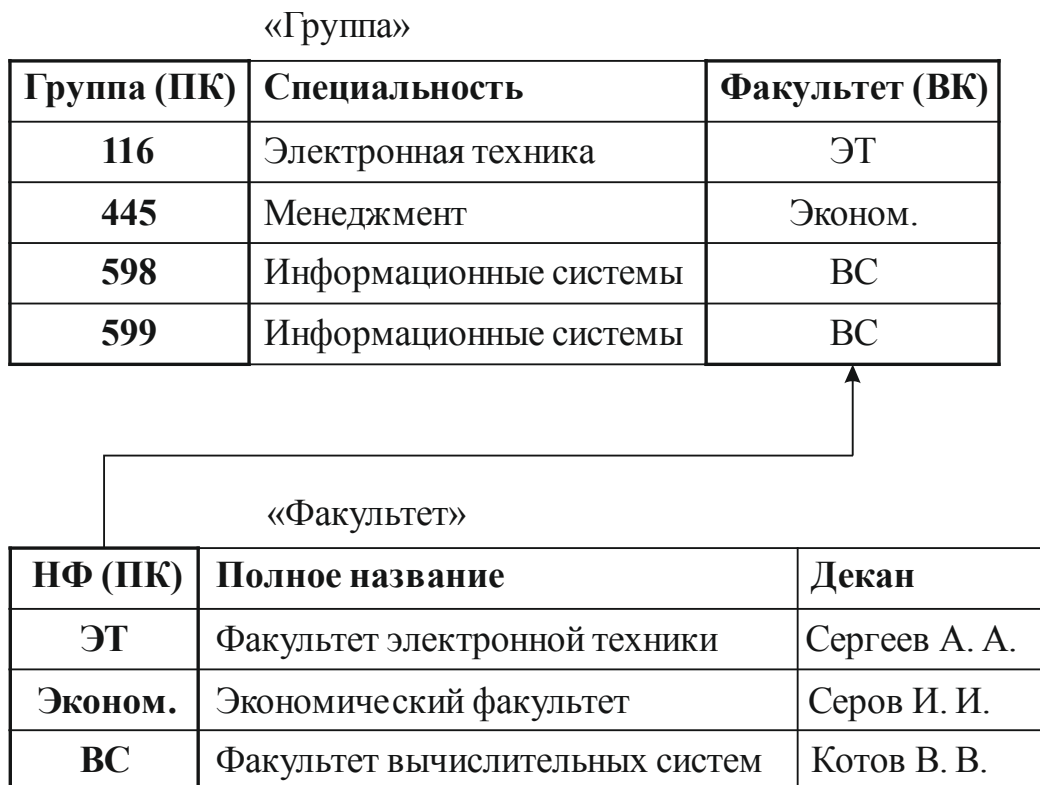 «Группа»
Группа (ПК) Специальность Факультет (ВК)
116 Электронная техника ЭТ
445 Менеджмент Эконом.
598 Информационные системы ВС
599 Информационные системы ВС
«Факультет»
НФ (ПК) Полное название Декан
ЭТ Факультет электронной техники Сергеев А. А.
Эконом. Экономический факультет Серов И. И.
ВС Факультет вычислительных систем Котов В. В.